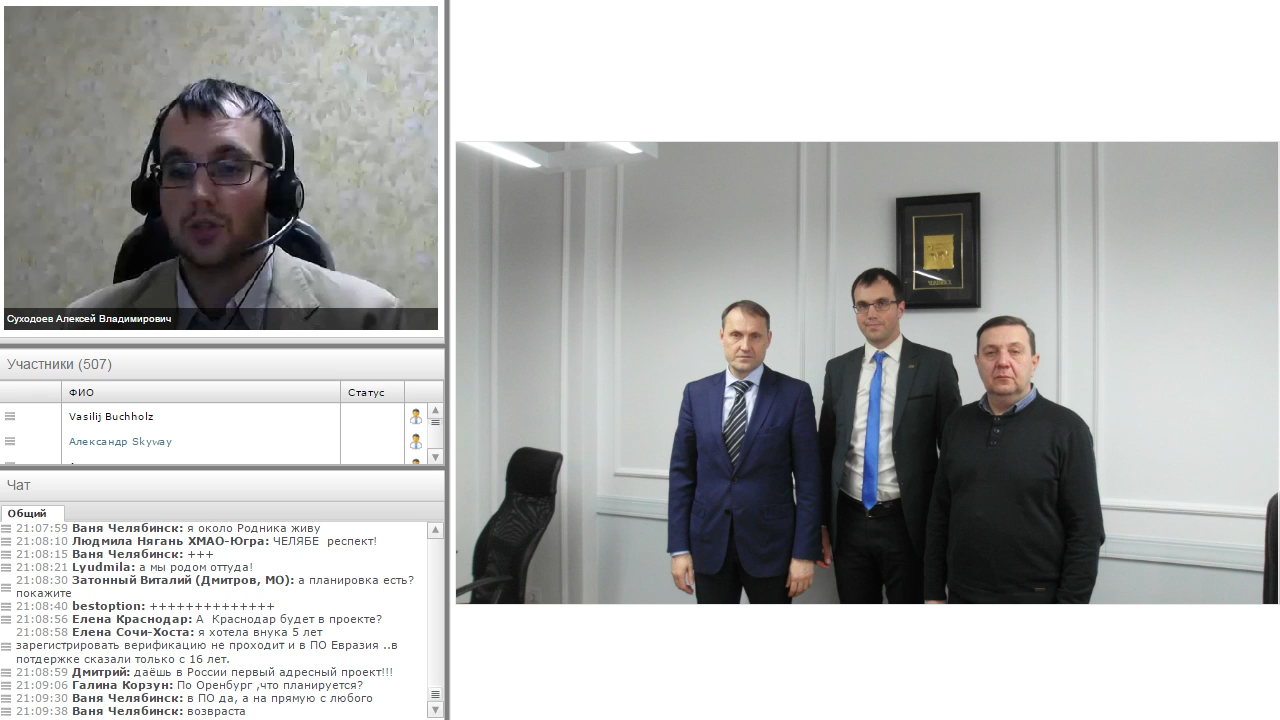 Суходоев Алексей Владимирович
Участники (507)
ФИО Статус
Vasilij Buchholz
Александр Skyway
Чат
Общий
21:07:59 Ваня Челябинск: я около Родника живу
21:08:10 Людмила Нягань ХМАО-Югра: ЧЕЛЯБЕ респект!
21:08:15 Ваня Челябинск: +++
21:08:21 Lyudmila: а мы родом оттуда!
21:08:30 Затонный Виталий (Дмитров, МО): а планировка есть?
покажите
21:08:40 bestoption: ++++++++++++++
21:08:56 Елена Краснодар: А Краснодар будет в проекте?
21:08:58 Елена Сочи-Хоста: я хотела внука 5 лет
зарегистрировать верификацию не проходит и в ПО Евразия ..в
потдержке сказали только с 16 лет.
21:08:59 Дмитрий: даёшь в России первый адресный проект!!!
21:09:06 Галина Корзун: По Оренбург ,что планируется?
21:09:30 Ваня Челябинск: в ПО да, а на прямую с любого
21:09:38 Ваня Челябинск: возвраста